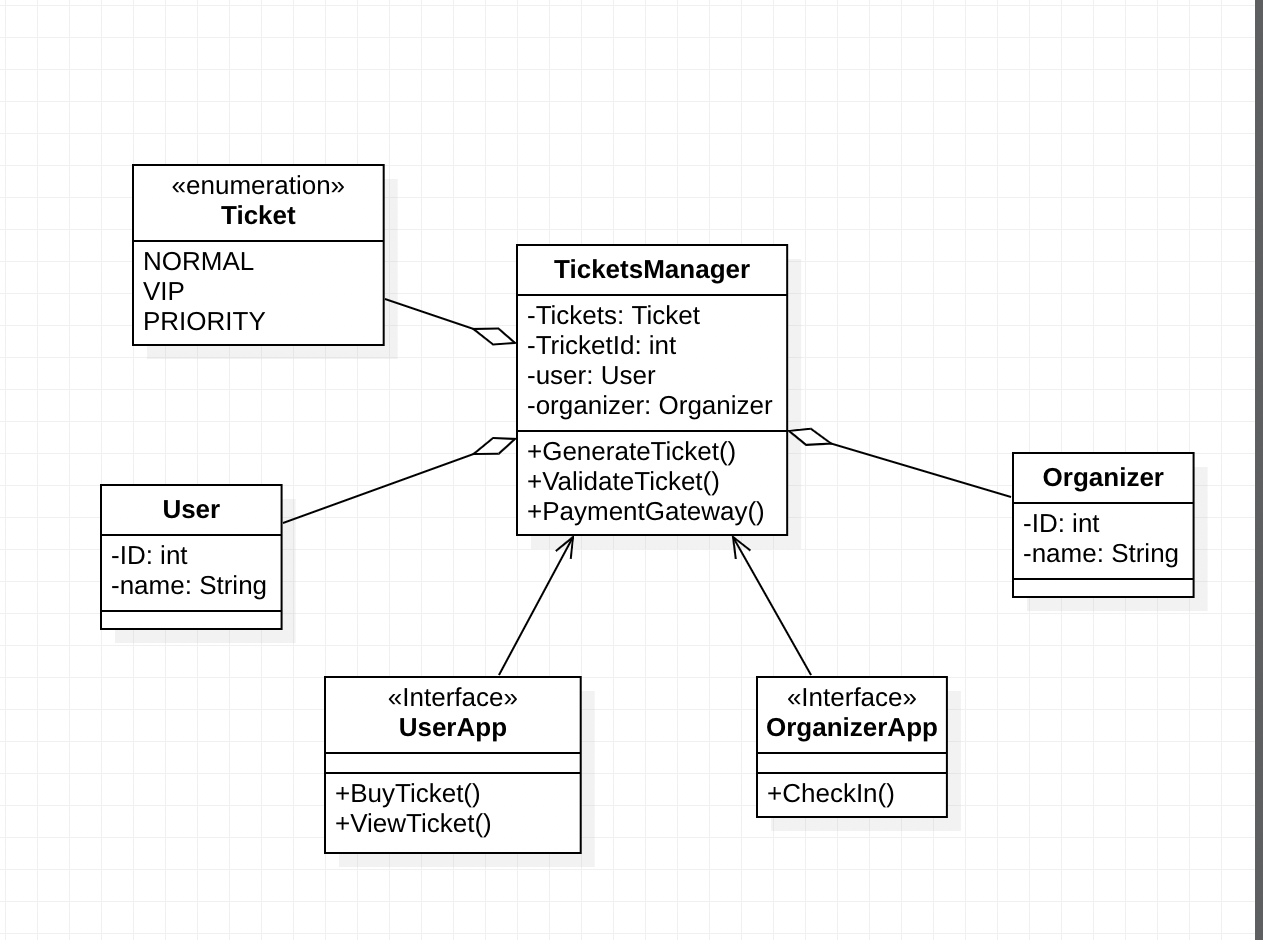 «enumeration»
Ticket
NORMAL
VIP
PRIORITY
TicketsManager
-Tickets: Ticket
-TricketId: int
-user: User
-organizer: Organizer
+GenerateTicket()
+ValidateTicket()
+PaymentGateway()
User
-ID: int
-name: String
Organizer
-ID: int
-name: String
«Interface»
UserApp
+BuyTicket()
+ViewTicket()
«Interface»
OrganizerApp
+CheckIn()